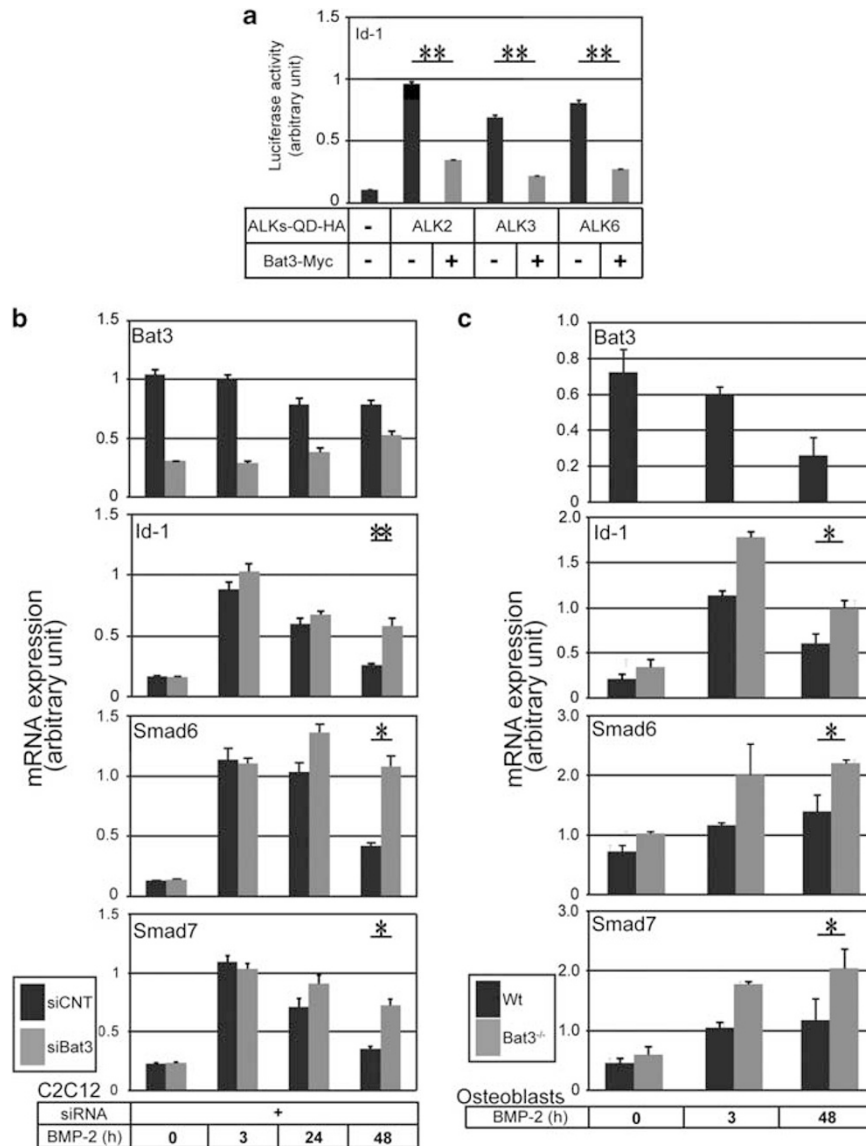 a
Id-1
** ** **
Luciferase activity
(arbitrary unit)
1.5
1
0.5
0
ALKs-QD-HA - ALK2 ALK3 ALK6
Bat3-Myc - - + - + - +
b
mRNA expression
(arbitrary unit)
Bat3
1.5
1
0.5
0
Id-1
**
1.5
1
0.5
0
Smad6
*
1.5
1.0
0.5
0
Smad7
*
1.5
1
0.5
0
siCNT
siBat3
C2C12
siRNA +
BMP-2 (h) 0 3 24 48
c
mRNA expression
(arbitrary unit)
Bat3
1.0
0.8
0.6
0.4
0.2
0
Id-1
*
2.0
1.5
1.0
0.5
0
Smad6
*
3.0
2.0
1.0
0
Smad7
*
3.0
2.0
1.0
0
Wt
Bat3-/-
Osteoblasts
BMP-2 (h) 0 3 48